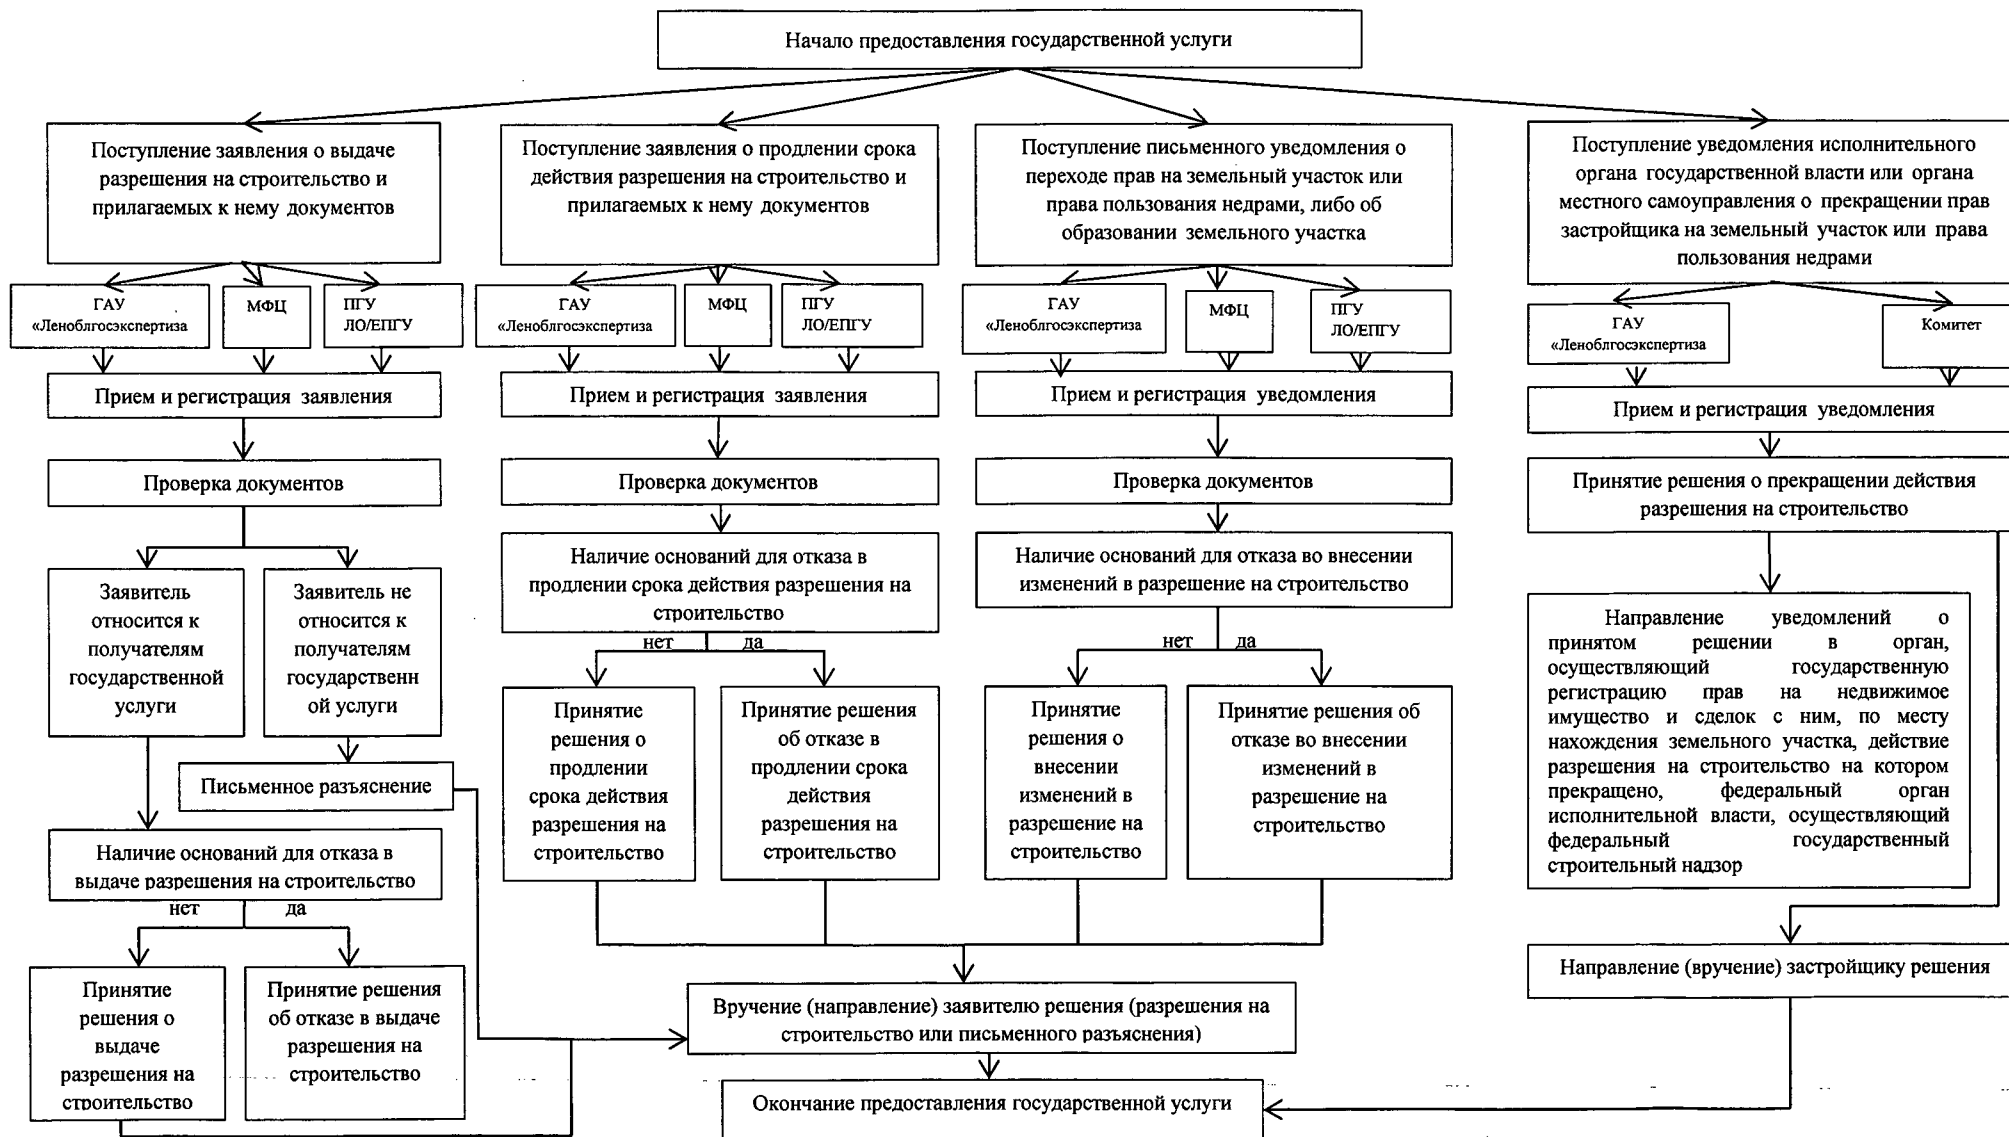 Начало предоставления государственной услуги
Поступление заявления о выдаче
разрешения на строительство и
прилагаемых к нему документов
Поступление заявления о продлении срока
действия разрешения на строительство и
прилагаемых к нему документов
Поступление письменного уведомления о
переходе прав на земельный участок или
права пользования недрами, либо об
образовании земельного участка
Поступление уведомления исполнительного
органа государственной власти или органа
местного самоуправления о прекращении прав
застройщика на земельный участок или права
пользования недрами
ГАУ
«Леноблгосэкспертиза
МФЦ
ПГУ
ЛО/ЕПГУ
ГАУ
«Леноблгосэкспертиза
МФЦ
ПГУ
ЛО/ЕПГУ
ГАУ
«Леноблгосэкспертиза
МФЦ
ПГУ
ЛО/ЕПГУ
ГАУ
«Леноблгосэкспертиза
Комитет
Прием и регистрация заявления
Прием и регистрация заявления
Прием и регистрация уведомления
Прием и регистрация уведомления
Проверка документов
Проверка документов
Проверка документов
Принятие решения о прекращении действия
разрешения на строительство
Заявитель
относится к
получателям
государственной
услуги
Заявитель не
относится к
получателям
государственн
ой услуги
Наличие оснований для отказа в
продлении срока действия разрешения на
строительство
Наличие оснований для отказа во внесении
изменений в разрешение на строительство
Направление уведомлений о
принятом решении в орган,
осуществляющий государственную
регистрацию прав на недвижимое
имущество и сделок с ним, по месту
нахождения земельного участка, действие
разрешения на строительство на котором
прекращено, федеральный орган
исполнительной власти, осуществляющий
федеральный государственный
строительный надзор
нет да
нет да
Письменное разъяснение
Принятие
решения о
продлении
срока действия
разрешения на
строительство
Принятие решения
об отказе в
продлении срока
действия
разрешения на
строительство
Принятие
решения о
внесении
изменений в
разрешение на
строительство
Принятие решения об
отказе во внесении
изменений в
разрешение на
строительство
Наличие оснований для отказа в
выдаче разрешения на строительство
нет да
Принятие
решения о
выдаче
разрешения на
строительство
Принятие решения
об отказе в выдаче
разрешения на
строительство
Вручение (направление) заявителю решения (разрешения на
строительство или письменного разъяснения)
Направление (вручение) застройщику решения
Окончание предоставления государственной услуги